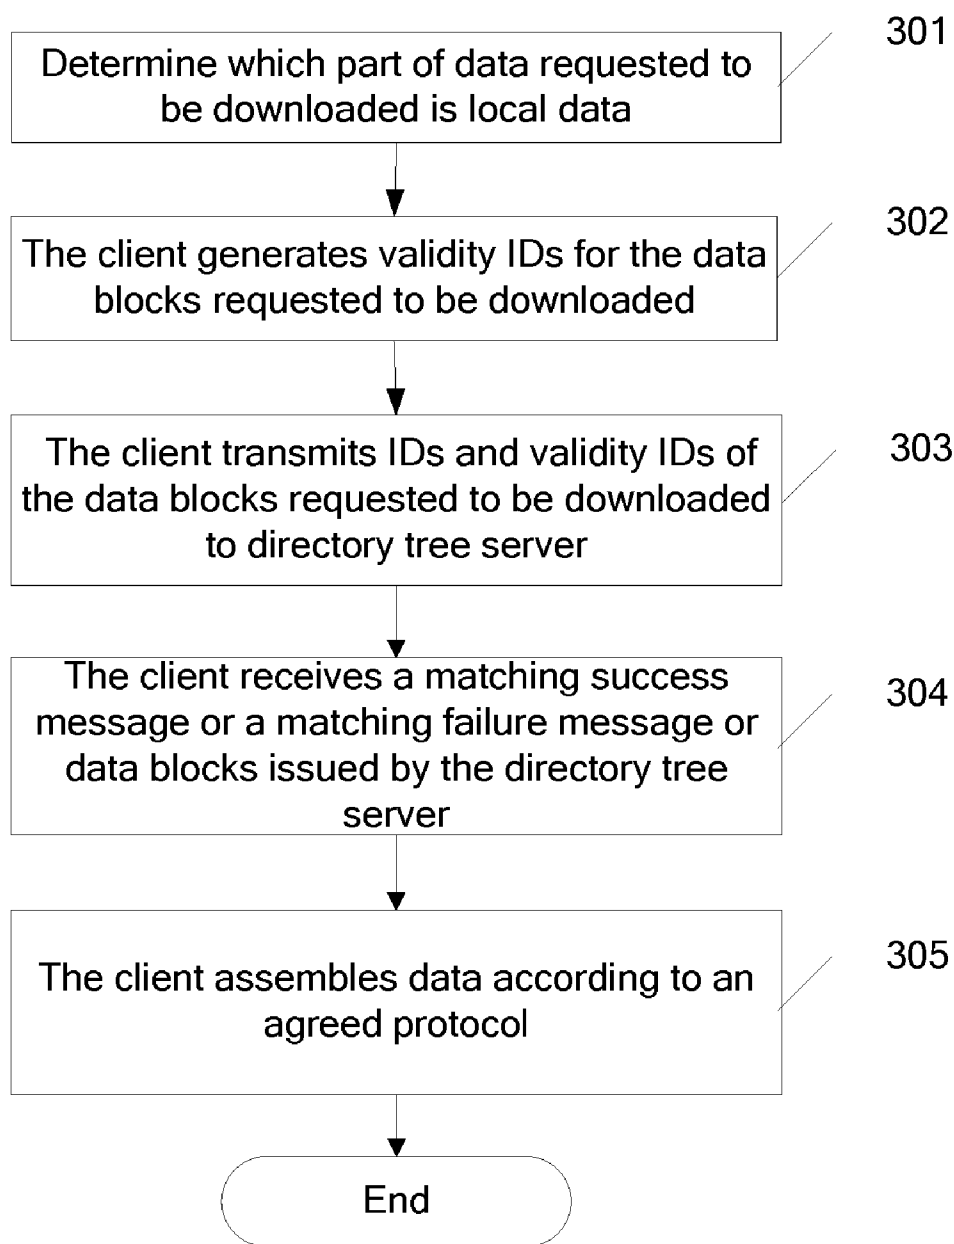 301
Determine which part of data requested to
be downloaded is local data
302
The client generates validity IDs for the data
blocks requested to be downloaded
303
The client transmits IDs and validity IDs of
the data blocks requested to be downloaded
to directory tree server
304
The client receives a matching success
message or a matching failure message or
data blocks issued by the directory tree
server
305
The client assembles data according to an
agreed protocol
End